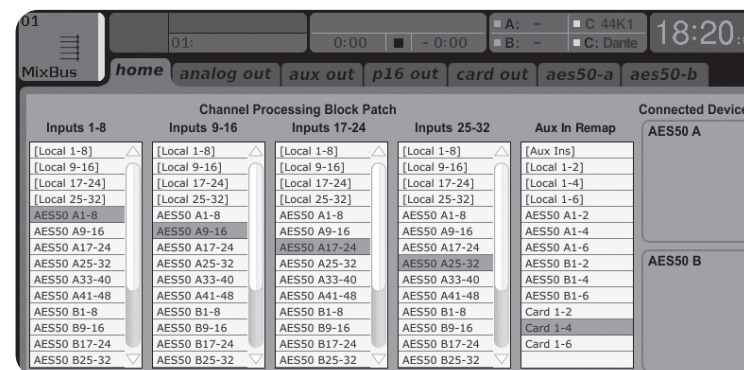 01
01:
0:00 - 0:00
A: - C 44K1
B: - C: Dante
18:20
MixBus
home analog out aux out p16 out card out aes50-a aes50-b
Channel Processing Block Patch Connected Device
Inputs 1-8 Inputs 9-16 Inputs 17-24 Inputs 25-32 Aux In Remap AES50 A
[Local 1-8] [Local 1-8] [Local 1-8] [Local 1-8] [Aux Ins]
[Local 9-16] [Local 9-16] [Local 9-16] [Local 9-16] [Local 1-2]
[Local 17-24] [Local 17-24] [Local 17-24] [Local 17-24] [Local 1-4]
[Local 25-32] [Local 25-32] [Local 25-32] [Local 25-32] [Local 1-6]
AES50 A1-8 AES50 A1-8 AES50 A1-8 AES50 A1-8 AES50 A1-2
AES50 A9-16 AES50 A9-16 AES50 A9-16 AES50 A9-16 AES50 A1-4
AES50 A17-24 AES50 A17-24 AES50 A17-24 AES50 A17-24 AES50 A1-6
AES50 A25-32 AES50 A25-32 AES50 A25-32 AES50 A25-32 AES50 B1-2 AES50 B
AES50 A33-40 AES50 A33-40 AES50 A33-40 AES50 A33-40 AES50 B1-4
AES50 A41-48 AES50 A41-48 AES50 A41-48 AES50 A41-48 AES50 B1-6
AES50 B1-8 AES50 B1-8 AES50 B1-8 AES50 B1-8 Card 1-2
AES50 B9-16 AES50 B9-16 AES50 B9-16 AES50 B9-16 Card 1-4
AES50 B17-24 AES50 B17-24 AES50 B17-24 AES50 B17-24 Card 1-6
AES50 B25-32 AES50 B25-32 AES50 B25-32 AES50 B25-32